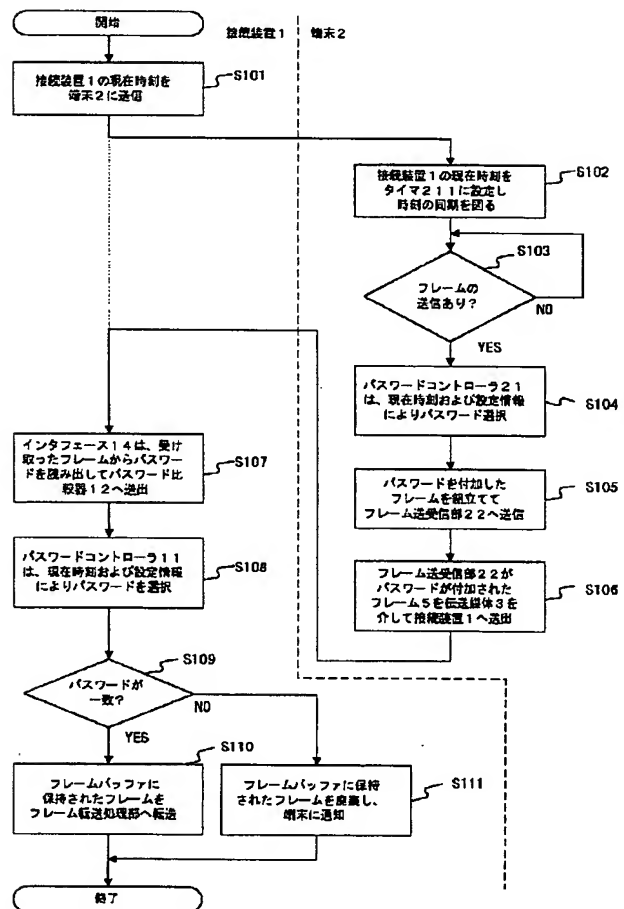 開始
接続装置1 端末2
接続装置1の現在時刻を
端末2に送信
S101
接続装置1の現在時刻を
タイマ211に設定し
時刻の同期を図る
S102
S103
フレームの
送信あり?
NO
YES
パスワードコントローラ21
は、現在時刻および設定情報
によりパスワード選択
S104
パスワードを付加した
フレームを組立てて
フレーム送受信部22へ送信
S105
フレーム送受信部22が
パスワードが付加された
フレーム5を伝送媒体3を
介して接続装置1へ送出
S106
インタフェース14は、受け
取ったフレームからパスワー
ドを読み出してパスワード比
較器12へ送出
S107
パスワードコントローラ11
は、現在時刻および設定情報
によりパスワードを選択
S108
S109
パスワードが
一致?
NO
YES
S110
フレームバッファに
保持されたフレームを
フレーム転送処理部へ転送
フレームバッファに保持
されたフレームを廃棄し、
端末に通知
S111
終了